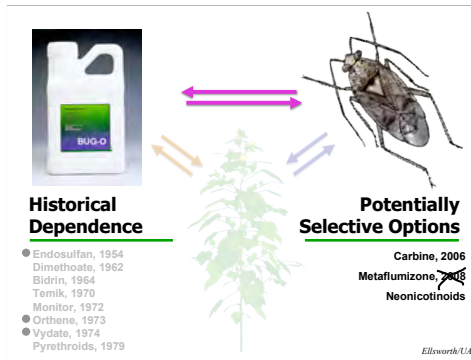 BUG-D
Historical
Dependence
Endosulfan, 1954
Dimethoate, 1962
Bidrin, 1964
Temik, 1970
Monitor, 1972
Orthene, 1973
Vydate, 1974
Pyrethroids, 1979
Potentially
Selective Options
Carbine, 2006
Metaflumizone, 2008
Neonicotinoids
Ellsworth/UA